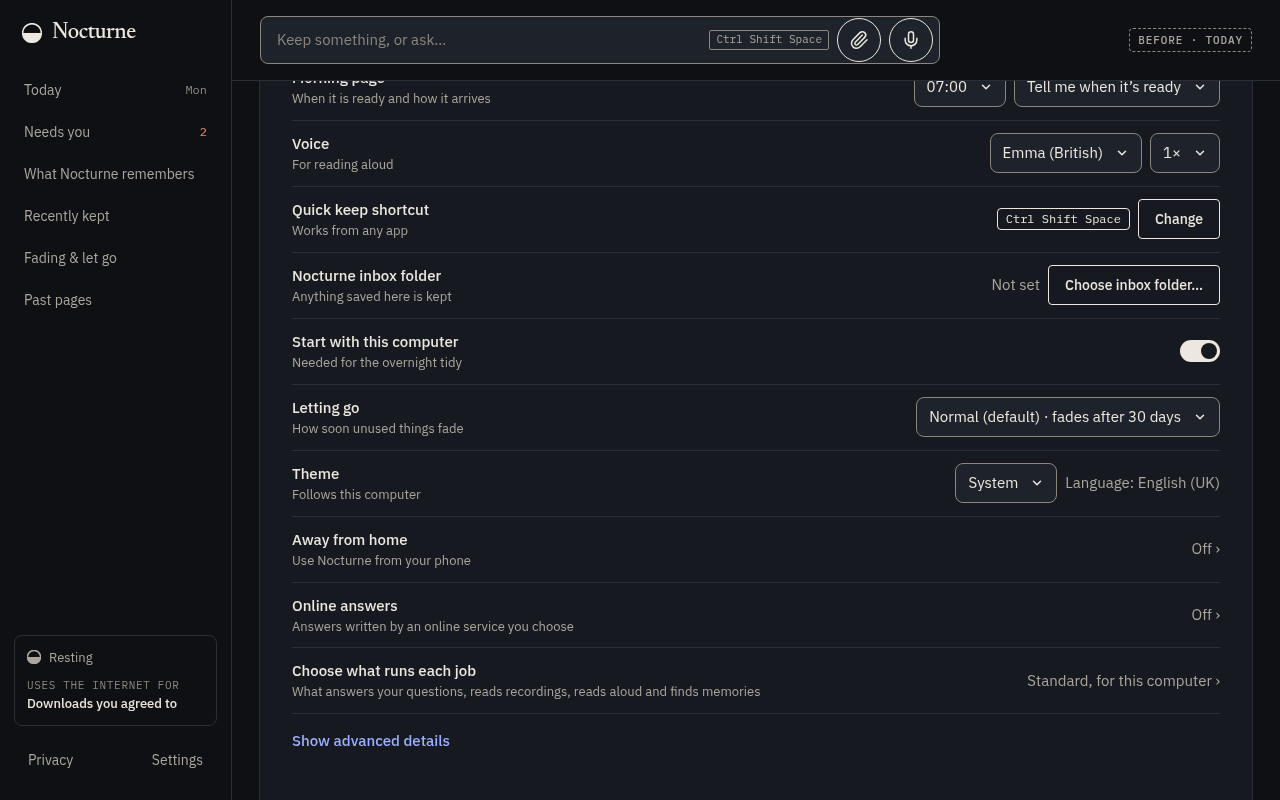 Nocturne
Keep something, or ask…
Ctrl Shift Space
BEFORE · TODAY
Today
Mon
Needs you
2
What Nocturne remembers
Recently kept
Fading & let go
Past pages
Resting
USES THE INTERNET FOR
Downloads you agreed to
Privacy
Settings
Morning page
When it is ready and how it arrives
07:00
Tell me when it's ready
Voice
For reading aloud
Emma (British)
1×
Quick keep shortcut
Works from any app
Ctrl Shift Space
Change
Nocturne inbox folder
Anything saved here is kept
Not set
Choose inbox folder…
Start with this computer
Needed for the overnight tidy
Letting go
How soon unused things fade
Normal (default) · fades after 30 days
Theme
Follows this computer
System
Language: English (UK)
Away from home
Use Nocturne from your phone
Off ›
Online answers
Answers written by an online service you choose
Off ›
Choose what runs each job
What answers your questions, reads recordings, reads aloud and finds memories
Standard, for this computer ›
Show advanced details